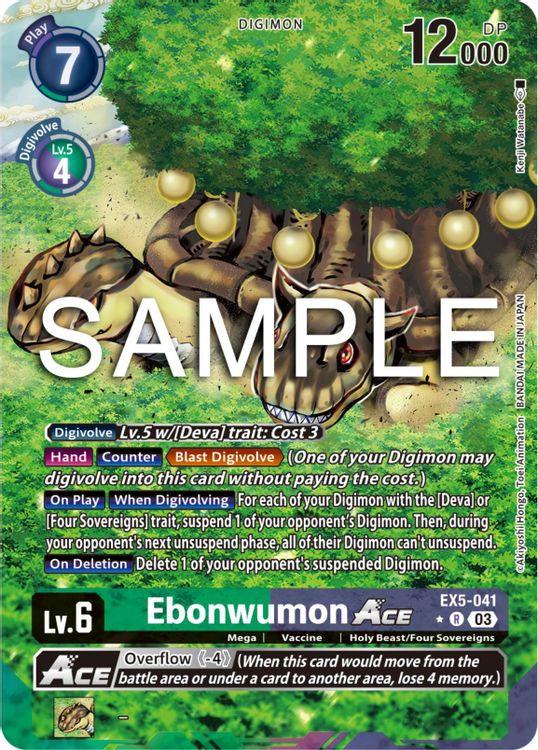 DIGIMON
Play
7
12000
DP
Digivolve
Lv.5
4
Kenji Watanabe
SAMPLE
©Akiyoshi Hongo, Toei Animation BANDAI MADE IN JAPAN
Digivolve Lv.5 w/[Deva] trait: Cost 3
Hand Counter Blast Digivolve (One of your Digimon may
digivolve into this card without paying the cost.)
On Play When Digivolving For each of your Digimon with the [Deva] or
[Four Sovereigns] trait, suspend 1 of your opponent's Digimon. Then, during
your opponent's next unsuspend phase, all of their Digimon can't unsuspend.
On Deletion Delete 1 of your opponent's suspended Digimon.
Lv.6
Ebonwumon ACE
EX5-041
R 03
Mega | Vaccine | Holy Beast/Four Sovereigns
ACE Overflow《-4》(When this card would move from the
battle area or under a card to another area, lose 4 memory.)
-